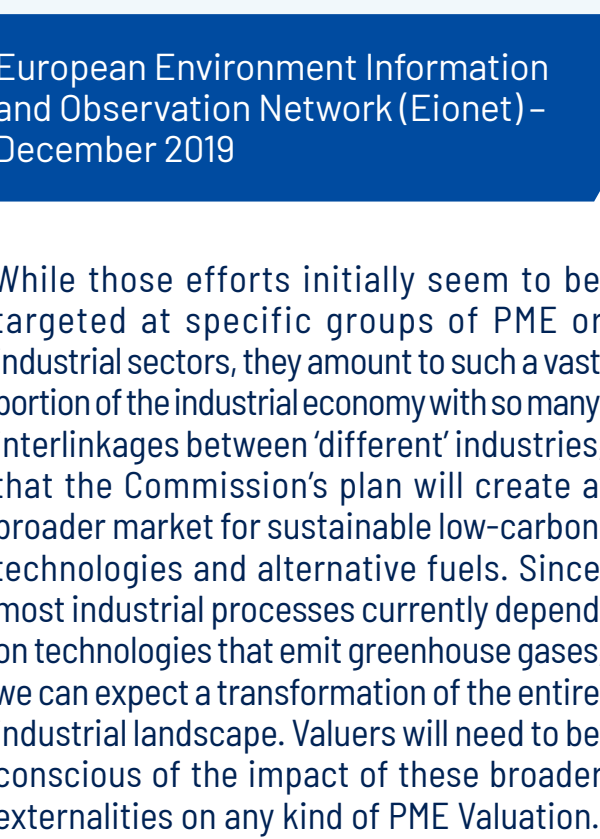 European Environment Information
and Observation Network (Eionet) –
December 2019
While those efforts initially seem to be
targeted at specific groups of PME or
industrial sectors, they amount to such a vast
portion of the industrial economy with so many
interlinkages between ‘different’ industries
that the Commission’s plan will create a
broader market for sustainable low-carbon
technologies and alternative fuels. Since
most industrial processes currently depend
on technologies that emit greenhouse gases
we can expect a transformation of the entire
industrial landscape. Valuers will need to be
conscious of the impact of these broader
externalities on any kind of PME Valuation.